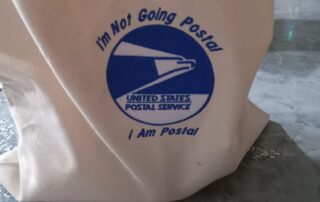 I'm Not Going Postal
UNITED STATES
POSTAL SERVICE
I Am Postal